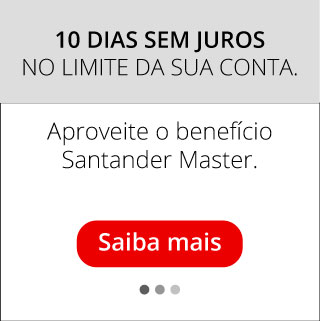 10 DIAS SEM JUROS
NO LIMITE DA SUA CONTA.
Aproveite o benefício
Santander Master.
Saiba mais